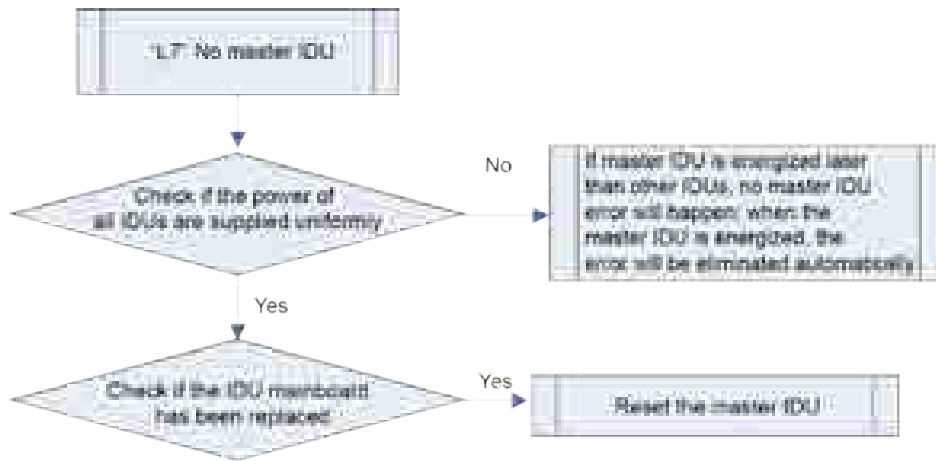 "L7" No master IDU
Check if the power of
all IDUs are supplied uniformly
No
If master IDU is energized later
than other IDUs, no master IDU
error will happen; when the
master IDU is energized, the
error will be eliminated automatically
Yes
Check if the IDU mainboard
has been replaced
Yes
Reset the master IDU